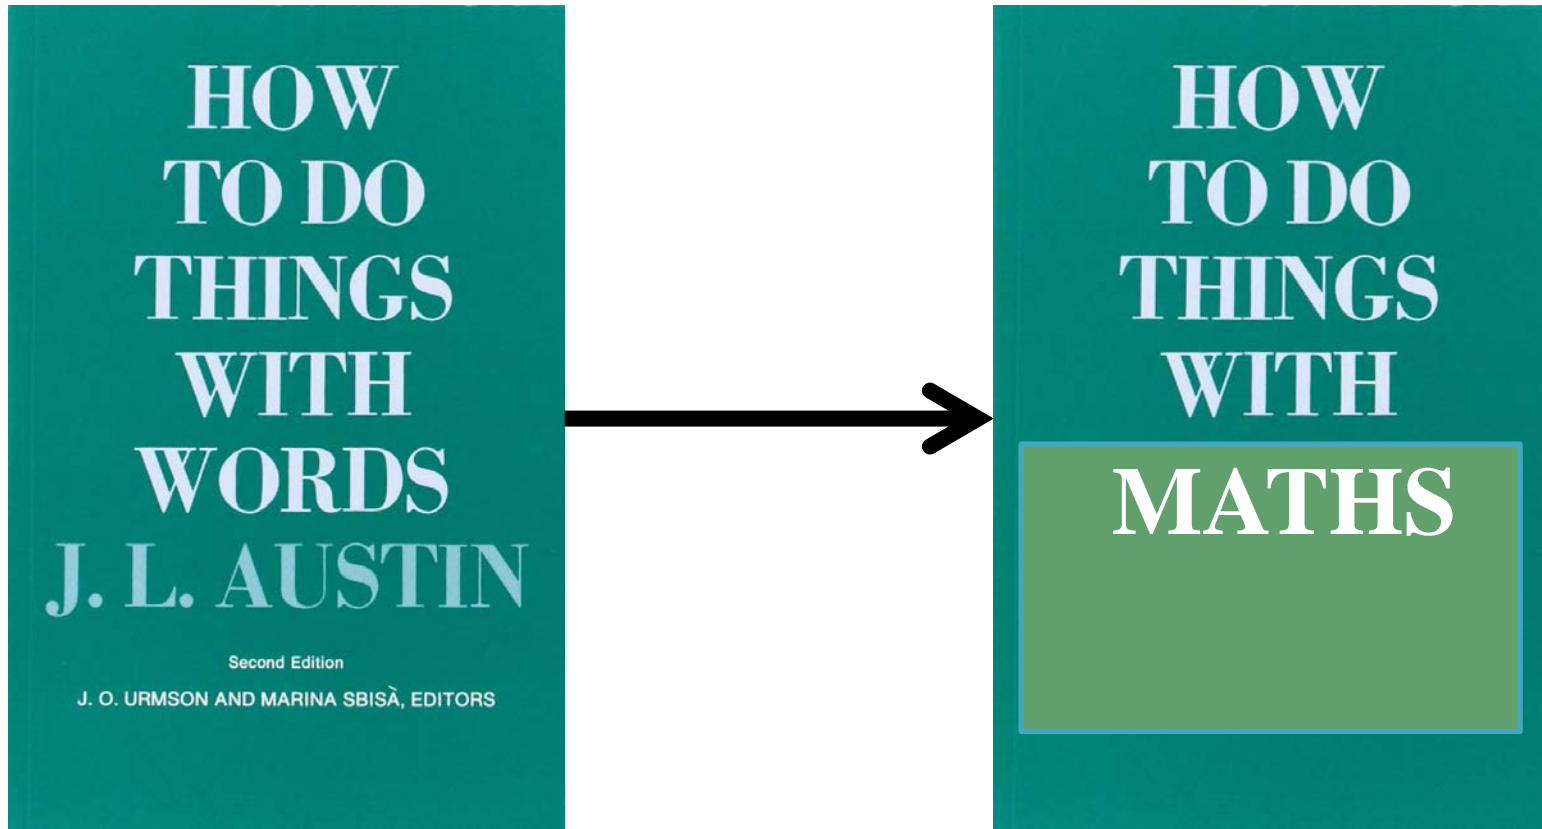 HOW
TO DO
THINGS
WITH
WORDS
J. L. AUSTIN
Second Edition
J. O. URMSON AND MARINA SBISÀ, EDITORS
HOW
TO DO
THINGS
WITH
MATHS